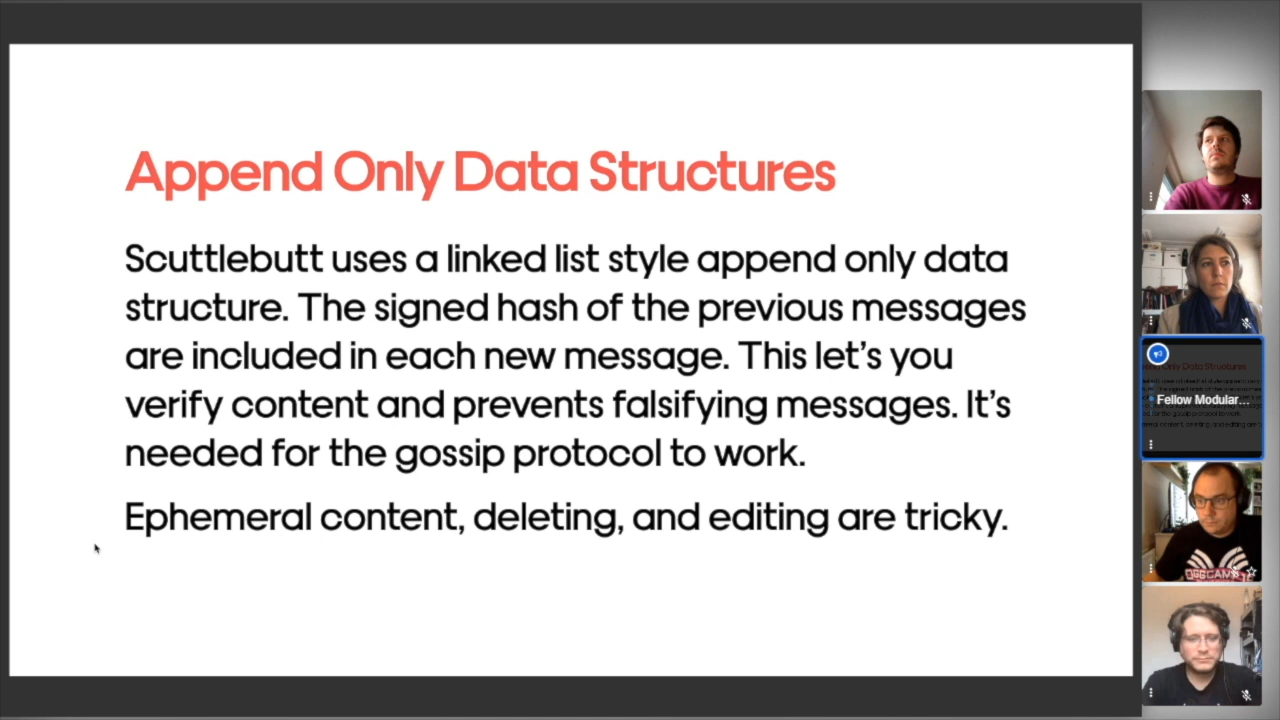 Append Only Data Structures
Scuttlebutt uses a linked list style append only data
structure. The signed hash of the previous messages
are included in each new message. This let's you
verify content and prevents falsifying messages. It's
needed for the gossip protocol to work.
Ephemeral content, deleting, and editing are tricky.
Fellow Modular...
OGGCAMP